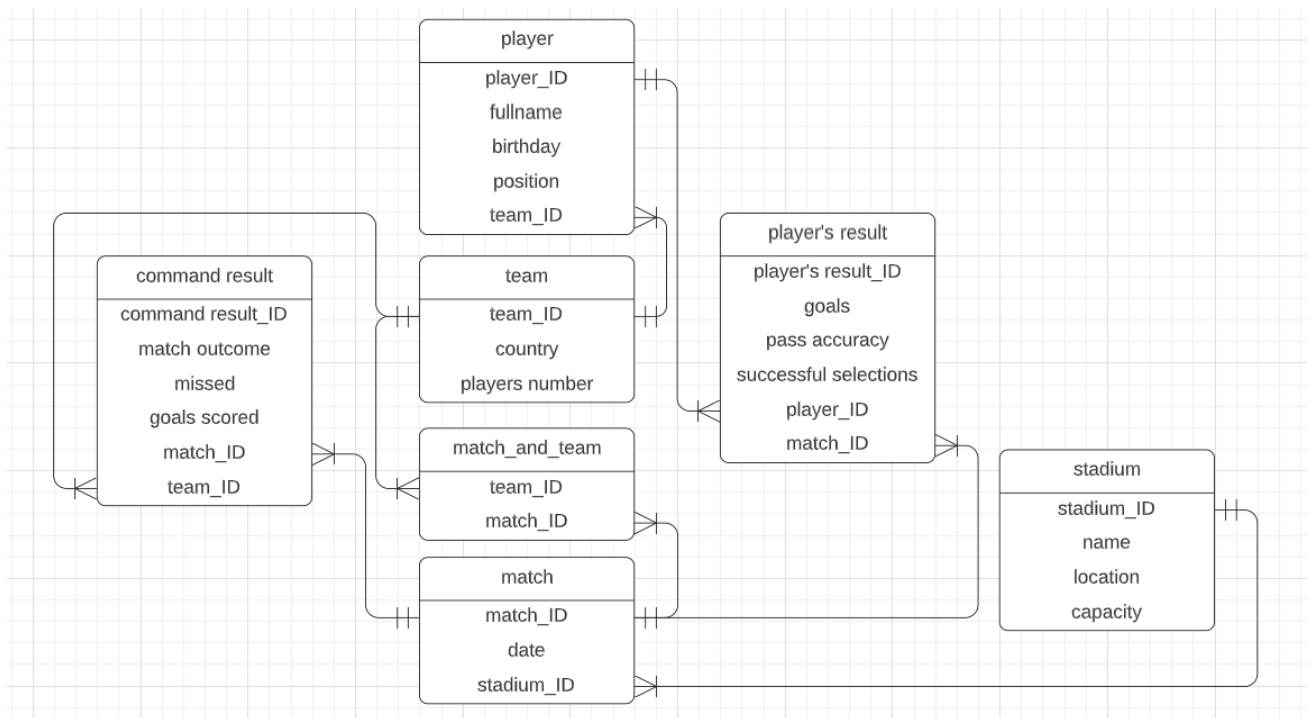 player
player_ID
fullname
birthday
position
team_ID
command result
command result_ID
match outcome
missed
goals scored
match_ID
team_ID
team
team_ID
country
players number
match_and_team
team_ID
match_ID
match
match_ID
date
stadium_ID
player's result
player's result_ID
goals
pass accuracy
successful selections
player_ID
match_ID
stadium
stadium_ID
name
location
capacity